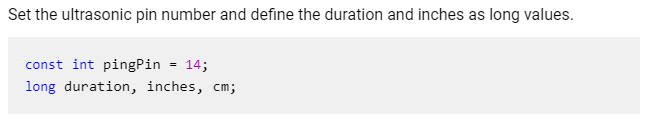 Set the ultrasonic pin number and define the duration and inches as long values.
const int pingPin = 14;
long duration, inches, cm;